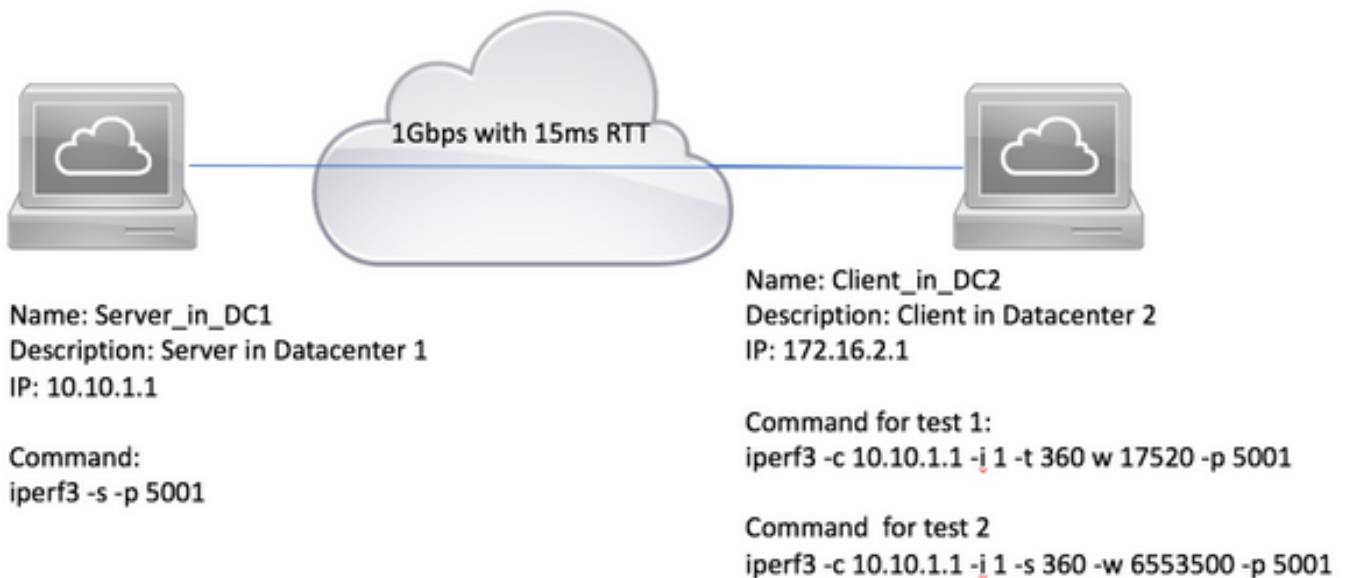 1Gbps with 15ms RTT
Name: Server_in_DC1
Description: Server in Datacenter 1
IP: 10.10.1.1
Command:
iperf3 -s -p 5001
Name: Client_in_DC2
Description: Client in Datacenter 2
IP: 172.16.2.1
Command for test 1:
iperf3 -c 10.10.1.1 -i 1 -t 360 w 17520 -p 5001
Command for test 2
iperf3 -c 10.10.1.1 -i 1 -s 360 -w 6553500 -p 5001